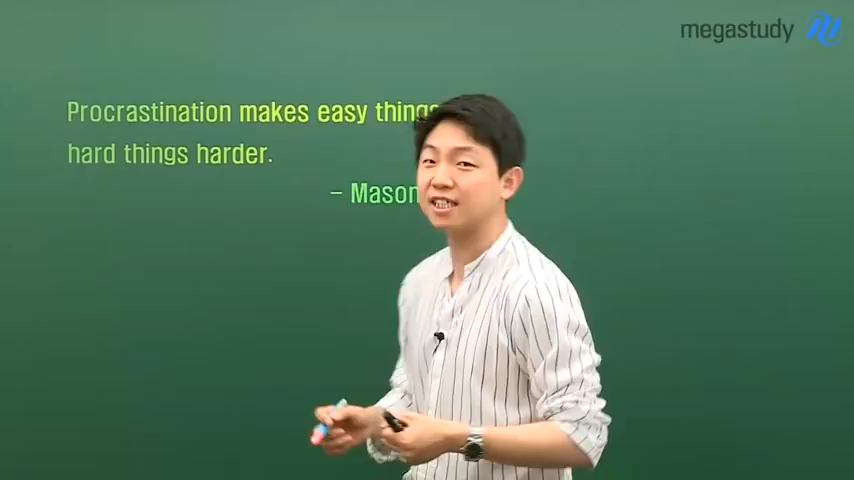 megastudy
Procrastination makes easy things
hard things harder.
- Mason